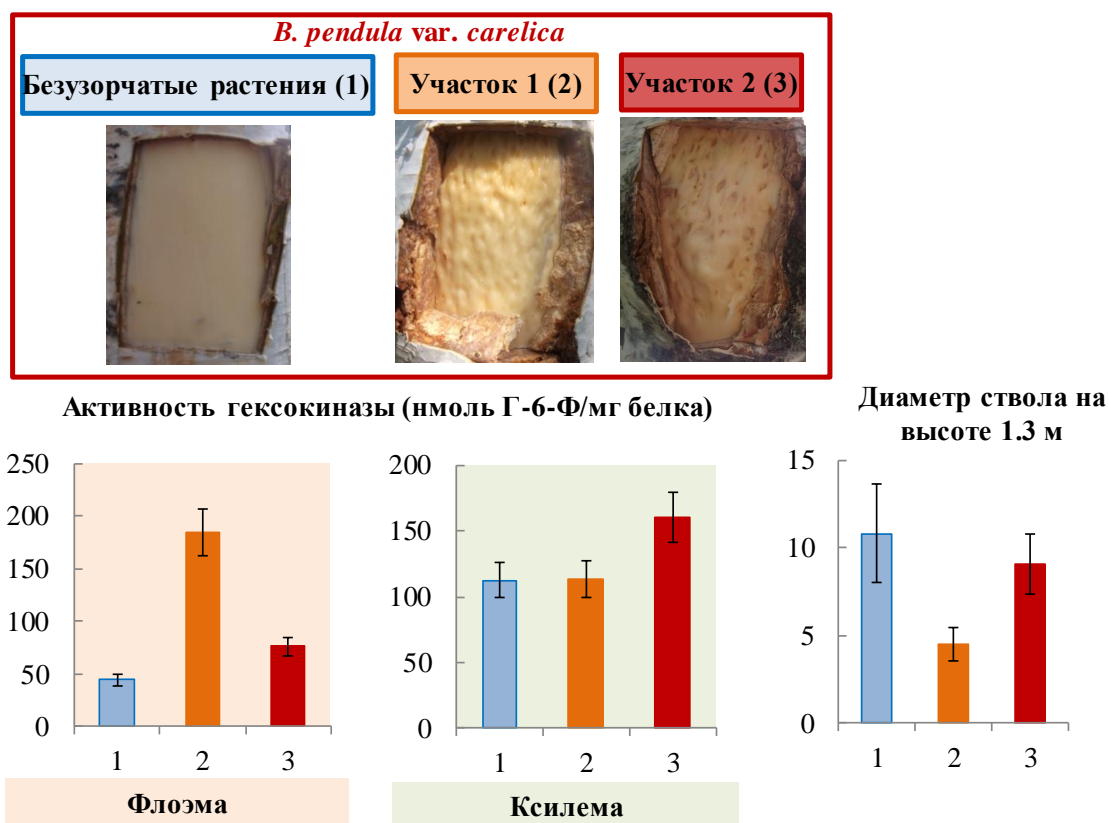 B. pendula var. carelica
Безузорчатые растения (1)
Участок 1 (2)
Участок 2 (3)
Активность гексокиназы (нмоль Г-6-Ф/мг белка)
Диаметр ствола на
высоте 1.3 м
250
200
150
100
50
0
1 2 3
Флоэма
200
150
100
50
0
1 2 3
Ксилема
15
10
5
0
1 2 3